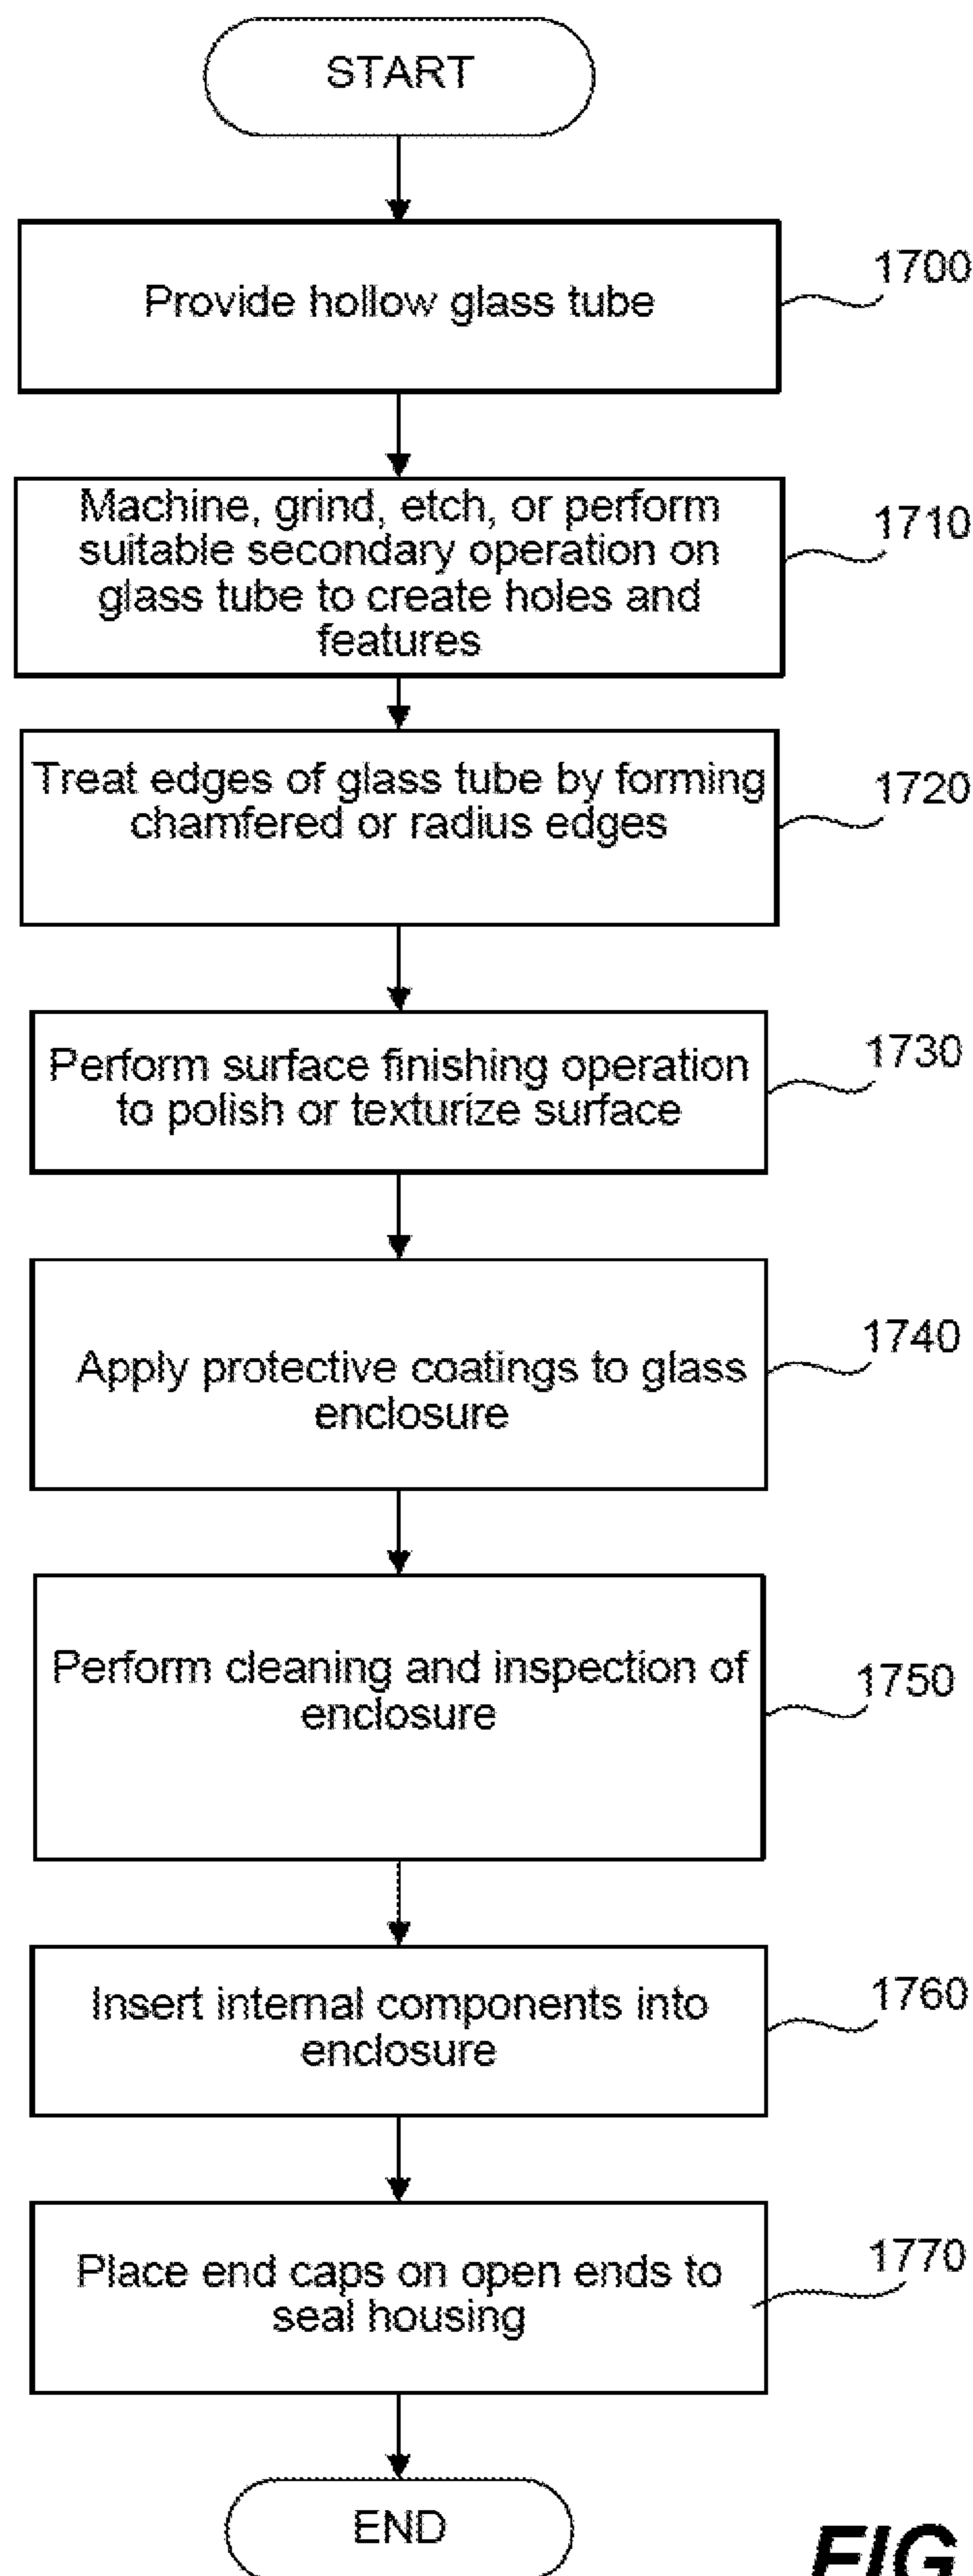 START
Provide hollow glass tube
1700
Machine, grind, etch, or perform
suitable secondary operation on
glass tube to create holes and
features
1710
Treat edges of glass tube by forming
chamfered or radius edges
1720
Perform surface finishing operation
to polish or texturize surface
1730
Apply protective coatings to glass
enclosure
1740
Perform cleaning and inspection of
enclosure
1750
Insert internal components into
enclosure
1760
Place end caps on open ends to
seal housing
1770
END
FIG